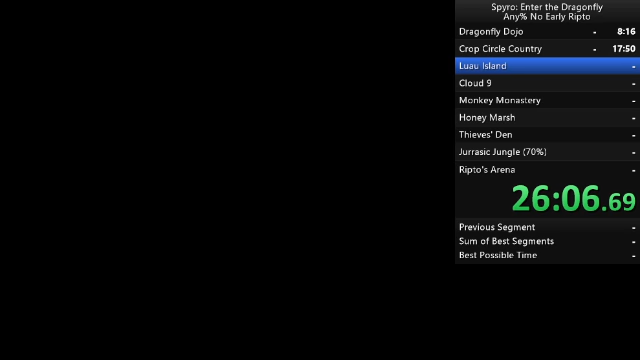 Spyro: Enter the Dragonfly
Any% No Early Ripto
Dragonfly Dojo - 8:16
Crop Circle Country - 17:50
Luau Island -
Cloud 9 -
Monkey Monastery -
Honey Marsh -
Thieves' Den -
Jurrasic Jungle (70%) -
Ripto's Arena -
26:06.69
Previous Segment -
Sum of Best Segments -
Best Possible Time -